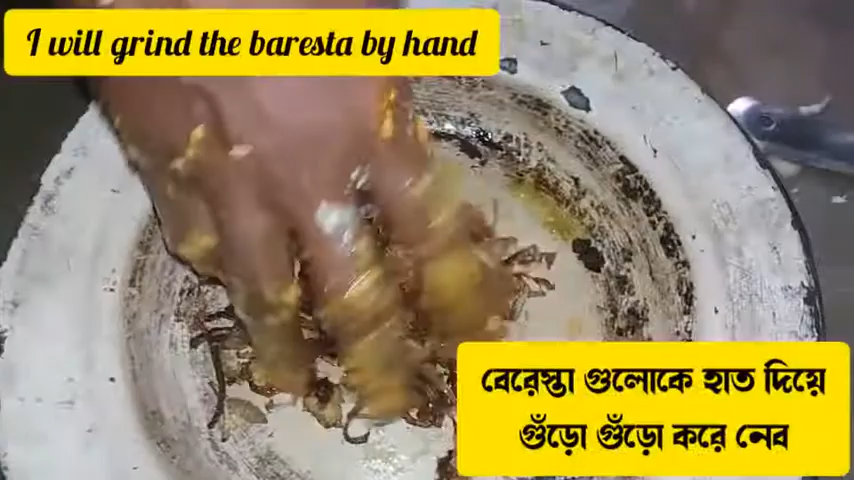 I will grind the baresta by hand
বেরেস্তা গুলোকে হাত দিয়ে
গুঁড়ো গুঁড়ো করে নেব